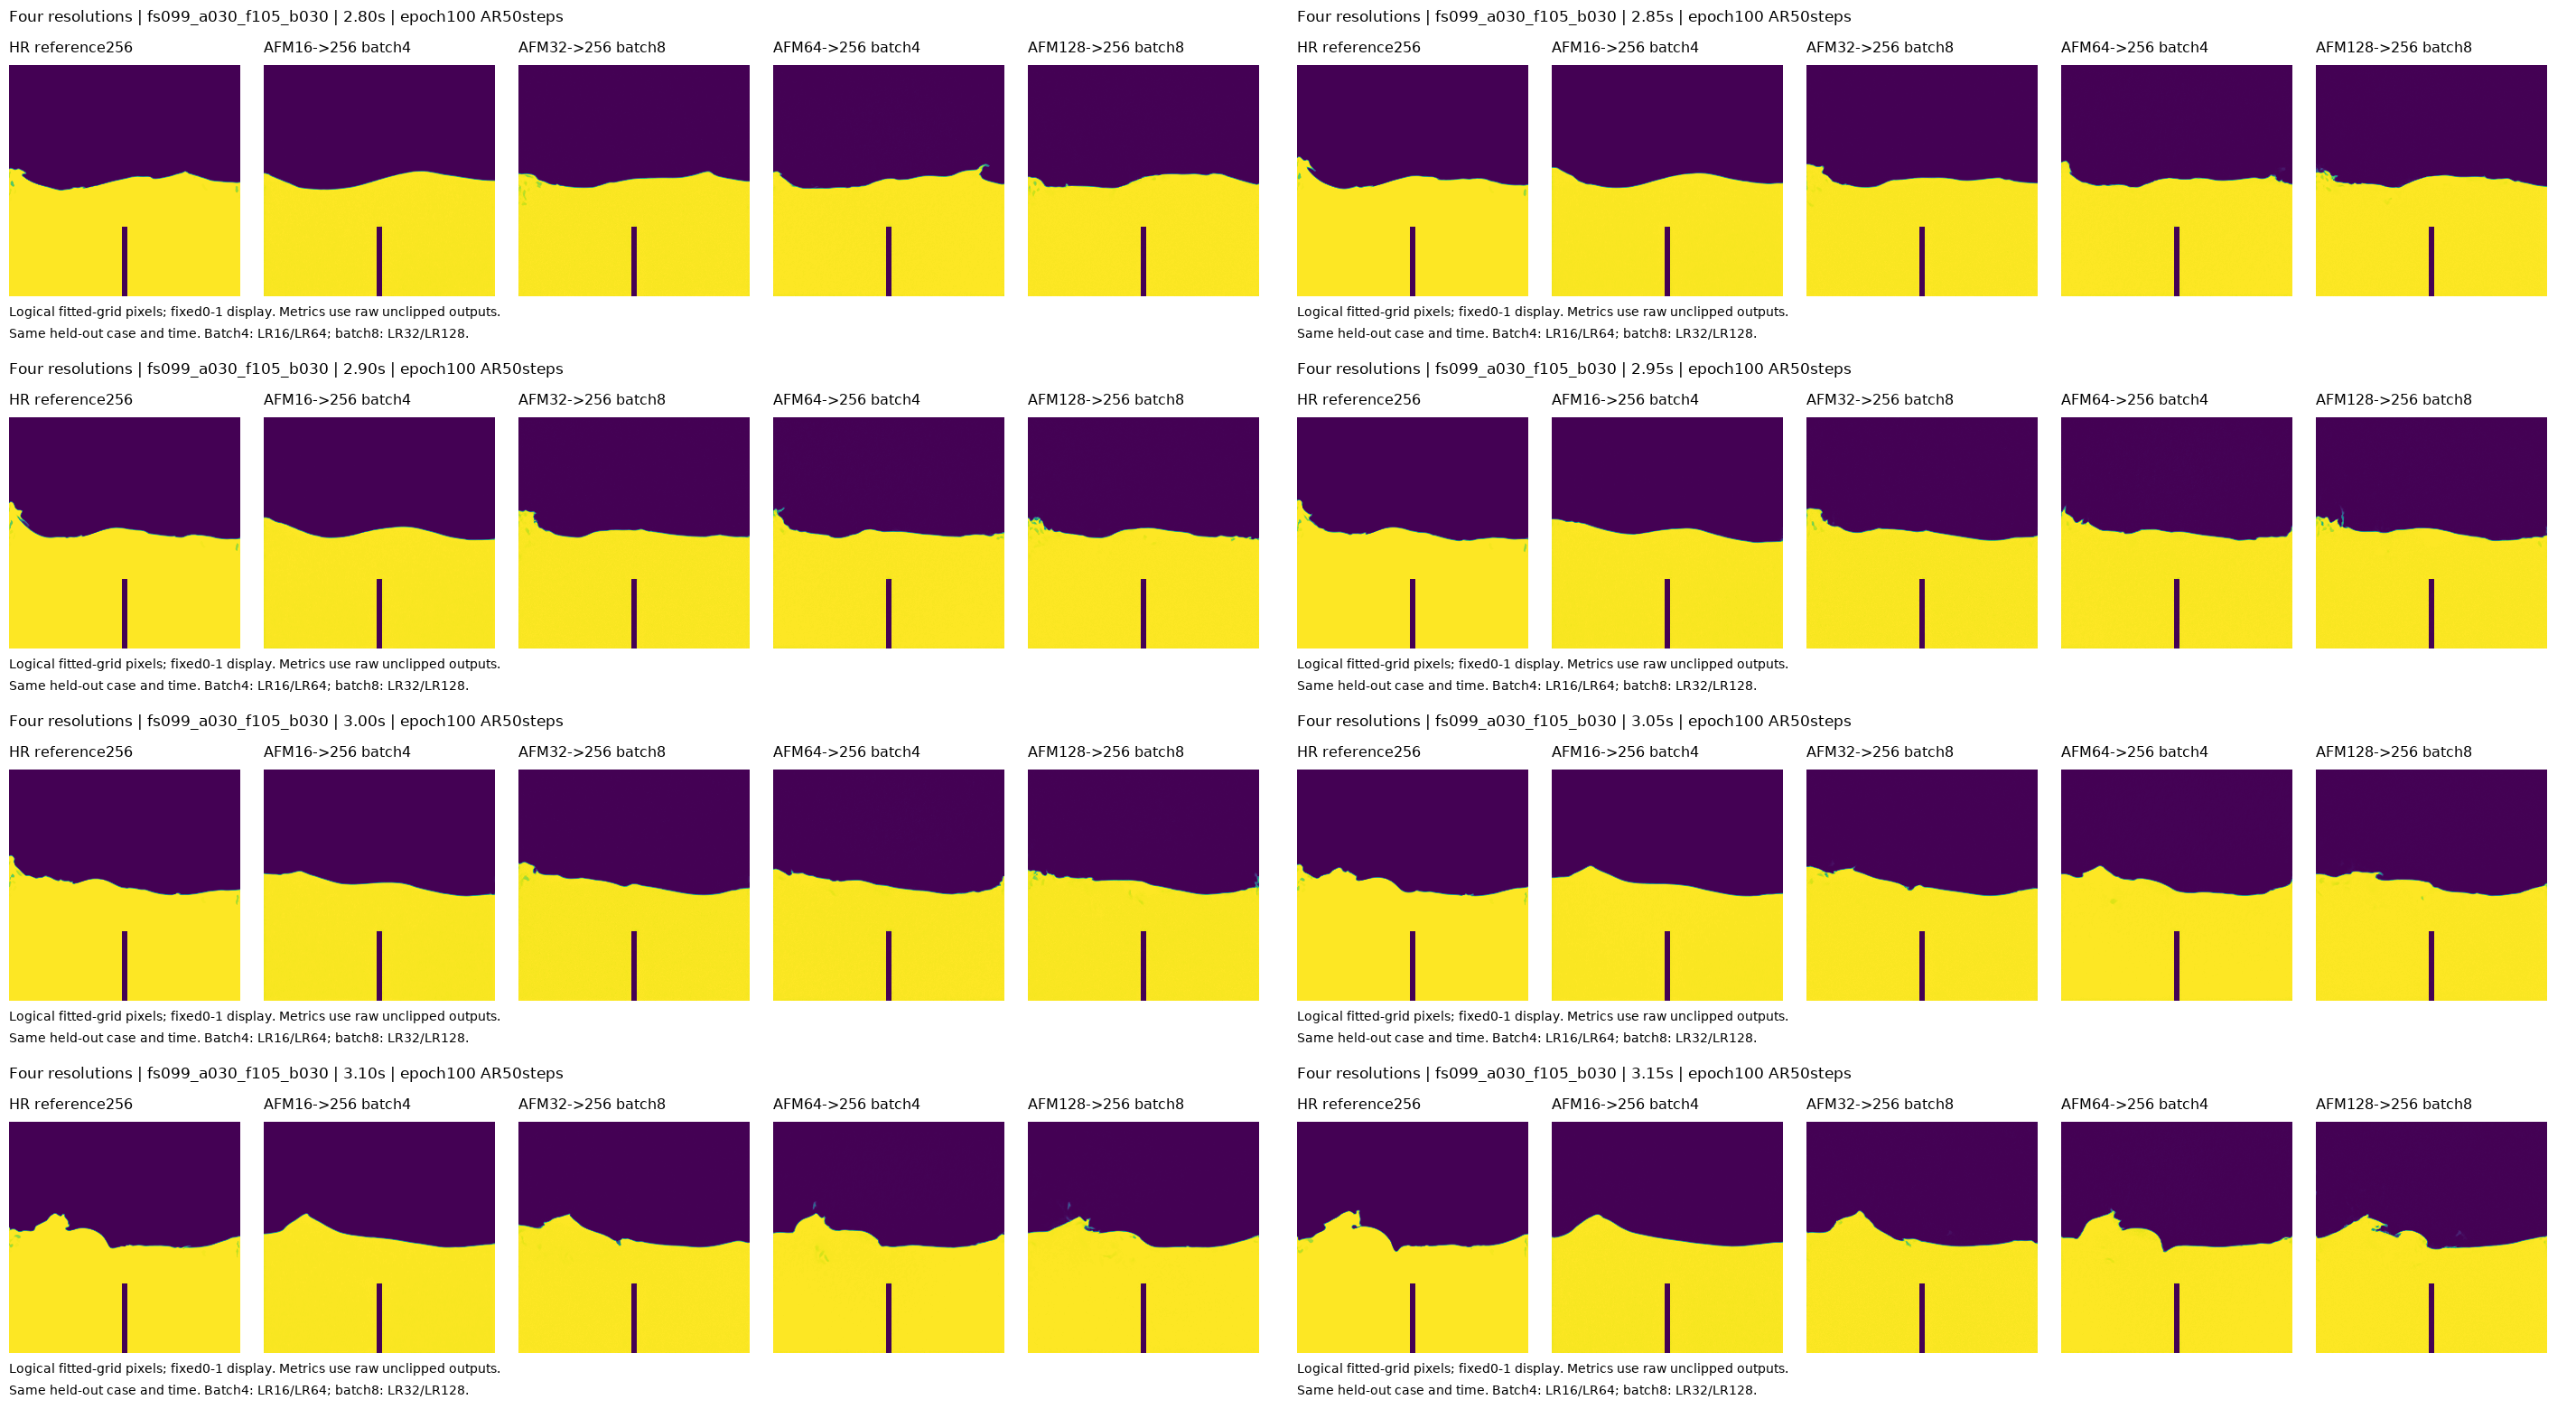 Four resolutions | fs099_a030_f105_b030 | 2.80s | epoch100 AR50steps
HR reference256 AFM16->256 batch4 AFM32->256 batch8 AFM64->256 batch4 AFM128->256 batch8
Logical fitted-grid pixels; fixed0-1 display. Metrics use raw unclipped outputs.
Same held-out case and time. Batch4: LR16/LR64; batch8: LR32/LR128.
Four resolutions | fs099_a030_f105_b030 | 2.85s | epoch100 AR50steps
HR reference256 AFM16->256 batch4 AFM32->256 batch8 AFM64->256 batch4 AFM128->256 batch8
Logical fitted-grid pixels; fixed0-1 display. Metrics use raw unclipped outputs.
Same held-out case and time. Batch4: LR16/LR64; batch8: LR32/LR128.
Four resolutions | fs099_a030_f105_b030 | 2.90s | epoch100 AR50steps
HR reference256 AFM16->256 batch4 AFM32->256 batch8 AFM64->256 batch4 AFM128->256 batch8
Logical fitted-grid pixels; fixed0-1 display. Metrics use raw unclipped outputs.
Same held-out case and time. Batch4: LR16/LR64; batch8: LR32/LR128.
Four resolutions | fs099_a030_f105_b030 | 2.95s | epoch100 AR50steps
HR reference256 AFM16->256 batch4 AFM32->256 batch8 AFM64->256 batch4 AFM128->256 batch8
Logical fitted-grid pixels; fixed0-1 display. Metrics use raw unclipped outputs.
Same held-out case and time. Batch4: LR16/LR64; batch8: LR32/LR128.
Four resolutions | fs099_a030_f105_b030 | 3.00s | epoch100 AR50steps
HR reference256 AFM16->256 batch4 AFM32->256 batch8 AFM64->256 batch4 AFM128->256 batch8
Logical fitted-grid pixels; fixed0-1 display. Metrics use raw unclipped outputs.
Same held-out case and time. Batch4: LR16/LR64; batch8: LR32/LR128.
Four resolutions | fs099_a030_f105_b030 | 3.05s | epoch100 AR50steps
HR reference256 AFM16->256 batch4 AFM32->256 batch8 AFM64->256 batch4 AFM128->256 batch8
Logical fitted-grid pixels; fixed0-1 display. Metrics use raw unclipped outputs.
Same held-out case and time. Batch4: LR16/LR64; batch8: LR32/LR128.
Four resolutions | fs099_a030_f105_b030 | 3.10s | epoch100 AR50steps
HR reference256 AFM16->256 batch4 AFM32->256 batch8 AFM64->256 batch4 AFM128->256 batch8
Logical fitted-grid pixels; fixed0-1 display. Metrics use raw unclipped outputs.
Same held-out case and time. Batch4: LR16/LR64; batch8: LR32/LR128.
Four resolutions | fs099_a030_f105_b030 | 3.15s | epoch100 AR50steps
HR reference256 AFM16->256 batch4 AFM32->256 batch8 AFM64->256 batch4 AFM128->256 batch8
Logical fitted-grid pixels; fixed0-1 display. Metrics use raw unclipped outputs.
Same held-out case and time. Batch4: LR16/LR64; batch8: LR32/LR128.